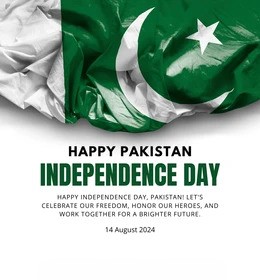 HAPPY PAKISTAN
INDEPENDENCE DAY
HAPPY INDEPENDENCE DAY, PAKISTAN! LET'S
CELEBRATE OUR FREEDOM, HONOR OUR HEROES, AND
WORK TOGETHER FOR A BRIGHTER FUTURE.
14 August 2024